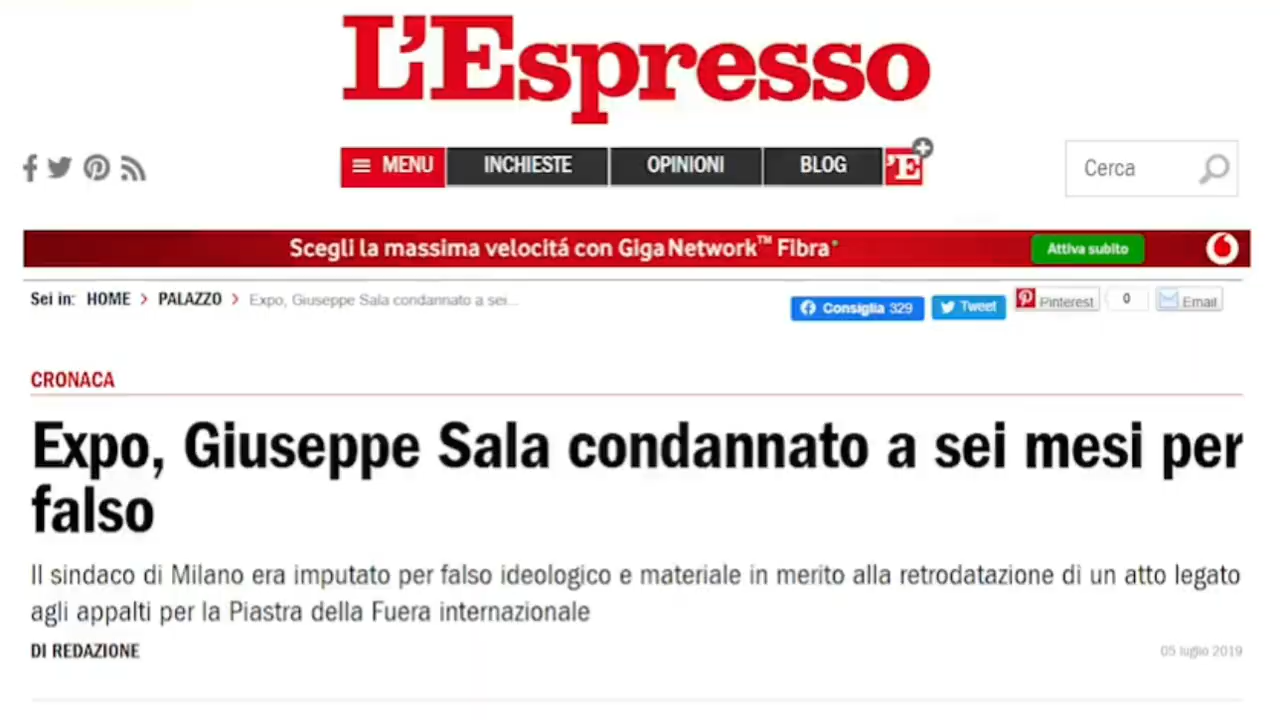 L'Espresso
MENU INCHIESTE OPINIONI BLOG 'E
Cerca
Scegli la massima velocitá con GigaNetwork™ Fibra* Attiva subito
Sei in: HOME > PALAZZO > Expo, Giuseppe Sala condannato a sei...
Consiglia 329 Tweet Pinterest 0 Email
CRONACA
Expo, Giuseppe Sala condannato a sei mesi per
falso
Il sindaco di Milano era imputato per falso ideologico e materiale in merito alla retrodatazione di un atto legato
agli appalti per la Piastra della Fuera internazionale
DI REDAZIONE
05 luglio 2019